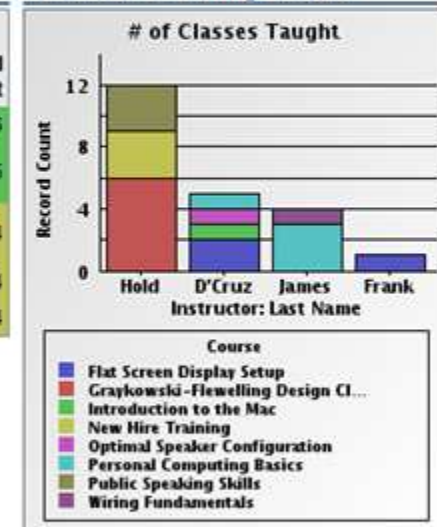 # of Classes Taught
12
8
4
0
Record Count
Hold D'Cruz James Frank
Instructor: Last Name
Course
Flat Screen Display Setup
Graykowski-Flewelling Design Cl...
Introduction to the Mac
New Hire Training
Optimal Speaker Configuration
Personal Computing Basics
Public Speaking Skills
Wiring Fundamentals